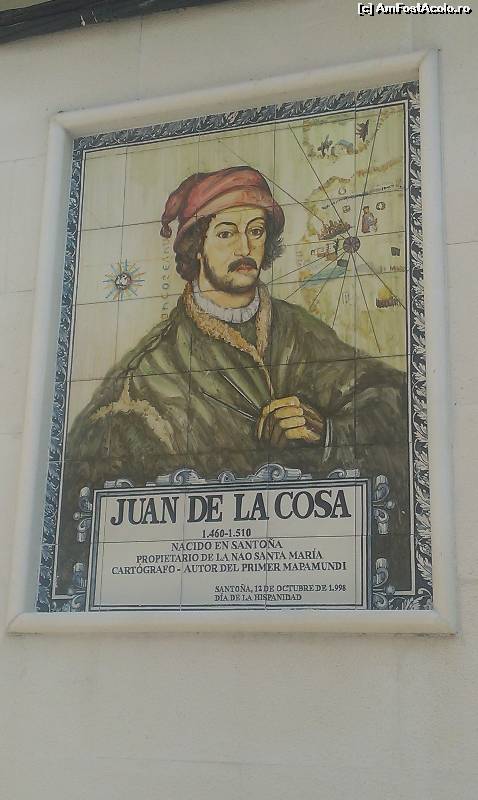 [c] AmFostAcolo.ro
JUAN DE LA COSA
1.460-1.510
NACIDO EN SANTOÑA
PROPIETARIO DE LA NAO SANTA MARÍA
CARTÓGRAFO - AUTOR DEL PRIMER MAPAMUNDI
SANTOÑA, 12 DE OCTUBRE DE 1.998
DÍA DE LA HISPANIDAD